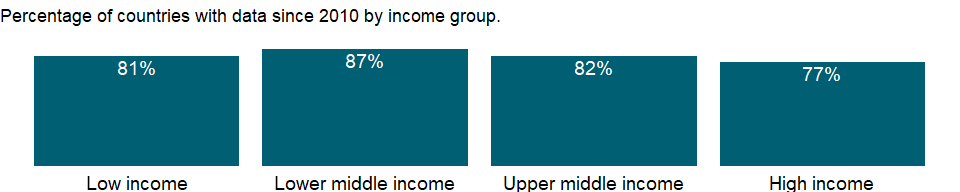 Percentage of countries with data since 2010 by income group.
81%
87%
82%
77%
Low income
Lower middle income
Upper middle income
High income